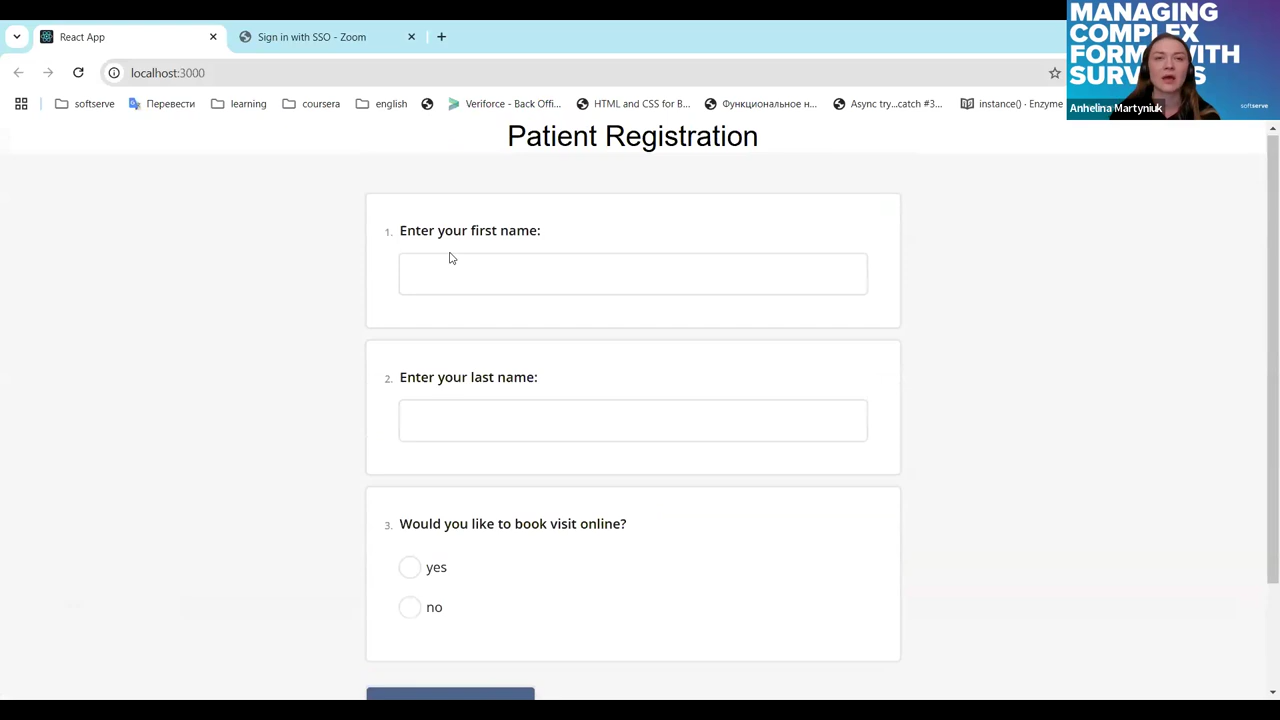 React App
Sign in with SSO - Zoom
localhost:3000
softserve
Перевести
learning
coursera
english
Veriforce - Back Offi...
HTML and CSS for B...
Функциональное н...
Async try...catch #3...
instance() · Enzyme
MANAGING
COMPLEX
FORM WITH
SURV S
Anhelina Martyniuk
softserve
Patient Registration
1. Enter your first name:
2. Enter your last name:
3. Would you like to book visit online?
yes
no